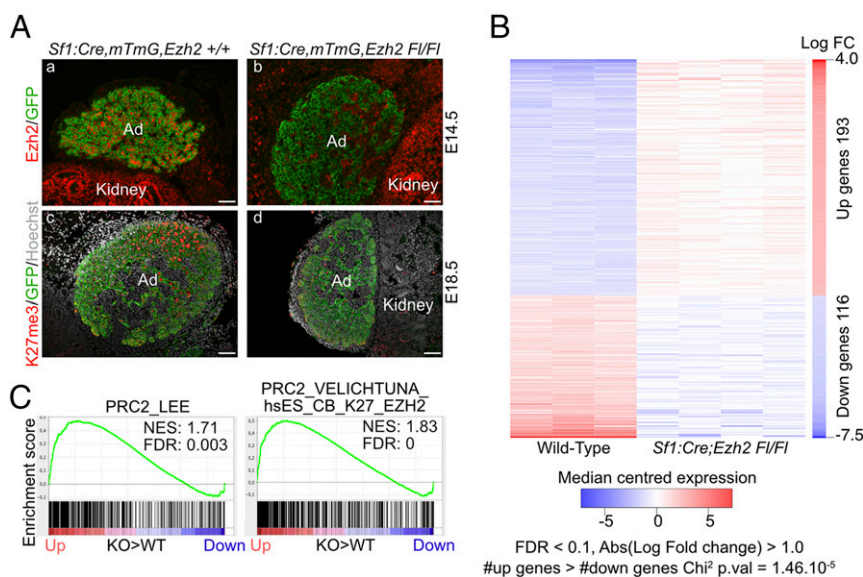 A
Sf1:Cre,mTmG,Ezh2 +/+
Sf1:Cre,mTmG,Ezh2 Fl/Fl
Ezh2/GFP
a
Ad
Kidney
b
Ad
Kidney
E14.5
K27me3/GFP/Hoechst
c
Ad
d
Ad
Kidney
E18.5
B
Log FC
4.0
Up genes 193
Down genes 116
-7.5
Wild-Type
Sf1:Cre;Ezh2 Fl/Fl
Median centred expression
-5
0
5
FDR < 0.1, Abs(Log Fold change) > 1.0
#up genes > #down genes Chi² p.val = 1.46.10⁻⁵
C
Enrichment score
PRC2_LEE
NES: 1.71
FDR: 0.003
Up
KO>WT
Down
PRC2_VELICHTUNA_
hsES_CB_K27_EZH2
NES: 1.83
FDR: 0
Up
KO>WT
Down